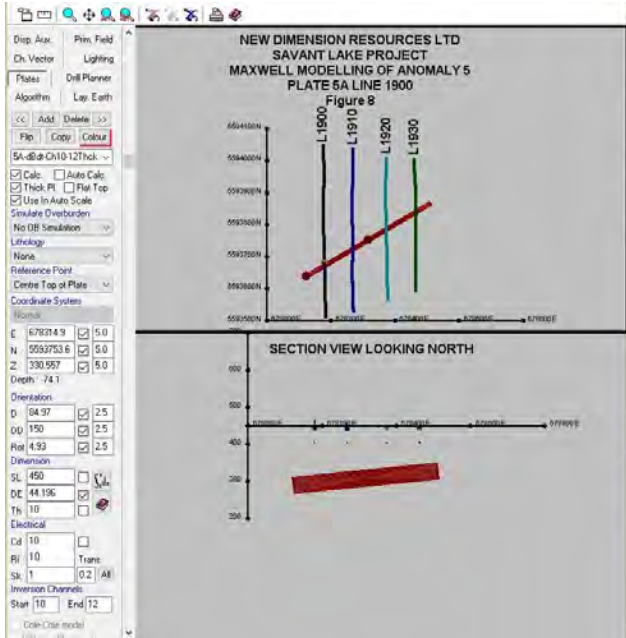 Disp. Aux. Prim. Field
Ch. Vector Lighting
Plates Drill Planner
Algorithm Lay. Earth
<< Add Delete >>
Flip Copy Colour
5A-dBdt-Ch10-12Thck
Calc. Auto Calc.
Thick Pl. Flat Top
Use In Auto Scale
Simulate Overburden
No OB Simulation
Lithology
None
Reference Point
Centre Top of Plate
Coordinate System
Normal
E 678314.9 5.0
N 5593753.6 5.0
Z 330.557 5.0
Depth -74.1
Orientation
D 84.97 2.5
DD 150 2.5
Rot 4.93 2.5
Dimension
SL 450
DE 44.196
Th 10
Electrical
Cd 10
Ri 10 Trans.
Sk 1 0.2 All
Inversion Channels
Start 10 End 12
Cole-Cole model
NEW DIMENSION RESOURCES LTD
SAVANT LAKE PROJECT
MAXWELL MODELLING OF ANOMALY 5
PLATE 5A LINE 1900
Figure 8
L1900
L1910
L1920
L1930
5594100N
5594000N
5593900N
5593800N
5593700N
5593600N
5593500N
SECTION VIEW LOOKING NORTH
600
500
400
300
200